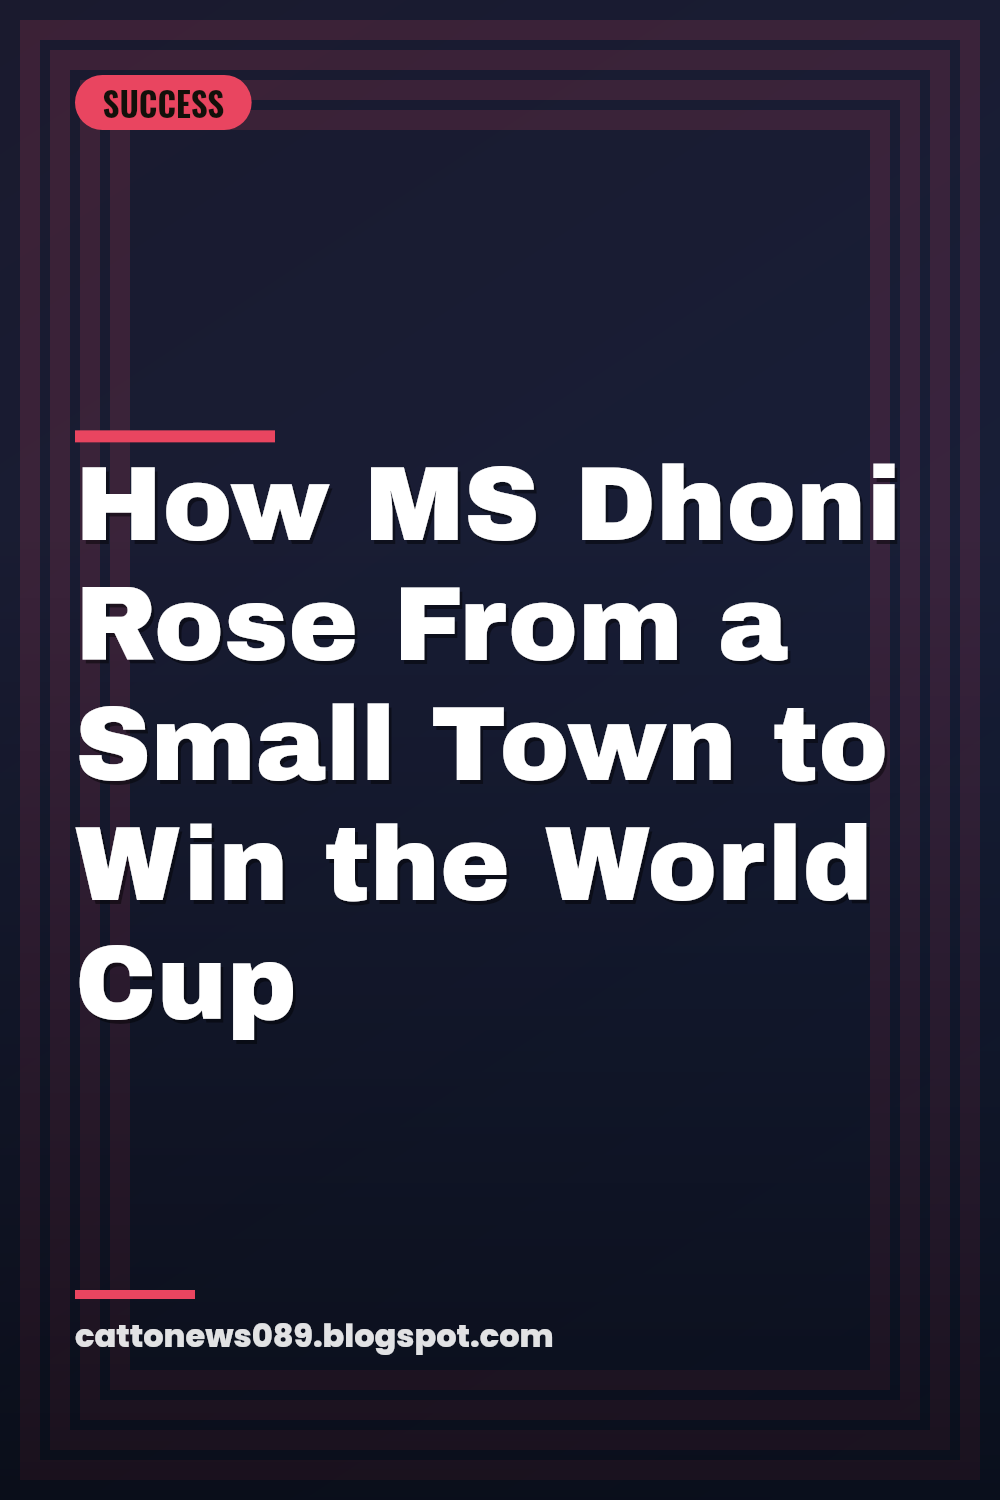 SUCCESS
How MS Dhoni
Rose From a
Small Town to
Win the World
Cup
cattonews089.blogspot.com